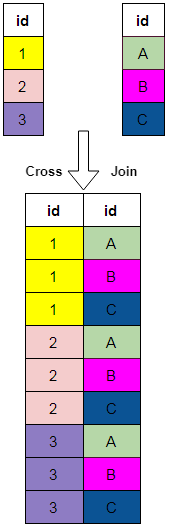 id id
1 A
2 B
3 C
Cross Join
id id
1 A
1 B
1 C
2 A
2 B
2 C
3 A
3 B
3 C